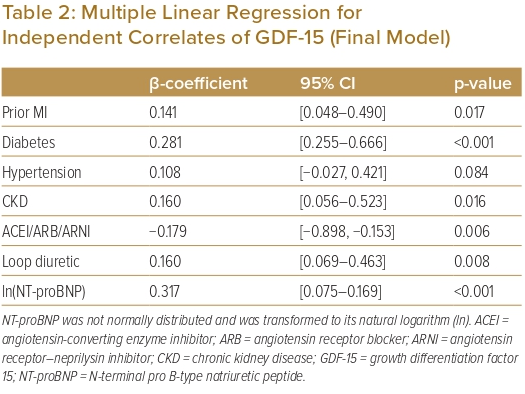 Table 2: Multiple Linear Regression for
Independent Correlates of GDF-15 (Final Model)
β-coefficient 95% CI p-value
Prior MI 0.141 [0.048–0.490] 0.017
Diabetes 0.281 [0.255–0.666] <0.001
Hypertension 0.108 [−0.027, 0.421] 0.084
CKD 0.160 [0.056–0.523] 0.016
ACEI/ARB/ARNI −0.179 [−0.898, −0.153] 0.006
Loop diuretic 0.160 [0.069–0.463] 0.008
ln(NT-proBNP) 0.317 [0.075–0.169] <0.001
NT-proBNP was not normally distributed and was transformed to its natural logarithm (ln). ACEI =
angiotensin-converting enzyme inhibitor; ARB = angiotensin receptor blocker; ARNI = angiotensin
receptor–neprilysin inhibitor; CKD = chronic kidney disease; GDF-15 = growth differentiation factor
15; NT-proBNP = N-terminal pro B-type natriuretic peptide.